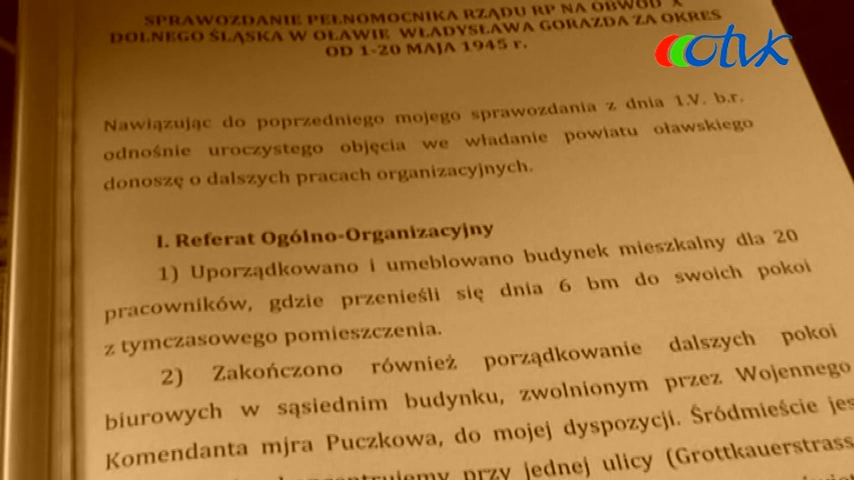 SPRAWOZDANIE PEŁNOMOCNIKA RZĄDU RP NA OBWÓD X
DOLNEGO ŚLĄSKA W OŁAWIE WŁADYSŁAWA GORAZDA ZA OKRES
OD 1-20 MAJA 1945 r.
otvk
Nawiązując do poprzedniego mojego sprawozdania z dnia 1.V. b.r.
odnośnie uroczystego objęcia we władanie powiatu oławskiego
donoszę o dalszych pracach organizacyjnych.
I. Referat Ogólno-Organizacyjny
1) Uporządkowano i umeblowano budynek mieszkalny dla 20
pracowników, gdzie przenieśli się dnia 6 bm do swoich pokoi
z tymczasowego pomieszczenia.
2) Zakończono również porządkowanie dalszych pokoi
biurowych w sąsiednim budynku, zwolnionym przez Wojennego
Komendanta mjra Puczkowa, do mojej dyspozycji. Śródmieście jes
przy jednej ulicy (Grottkauerstrass